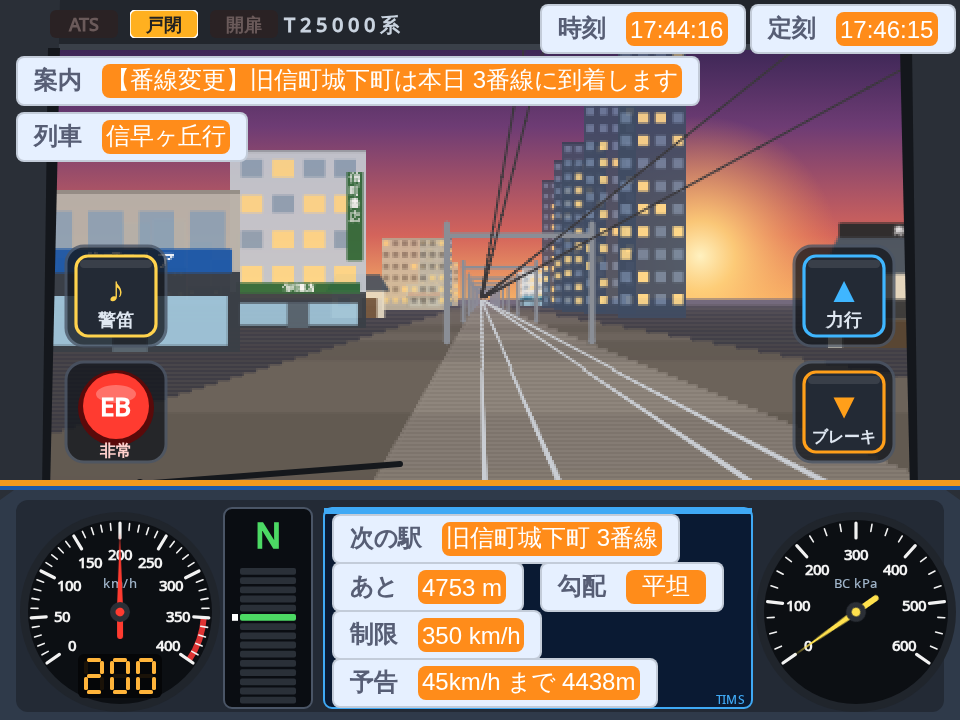 ATS 戸閉 開扉 T25000系
時刻 17:44:16 定刻 17:46:15
案内 【番線変更】旧信町城下町は本日 3番線に到着します
列車 信早ヶ丘行
♪
警笛
▲
力行
EB
非常
▼
ブレーキ
0 50 100 150 200 250 300 350 400
km/h
200
N
次の駅 旧信町城下町 3番線
あと 4753 m 勾配 平坦
制限 350 km/h
予告 45km/h まで 4438m
TIMS
0 100 200 300 400 500 600
BC kPa